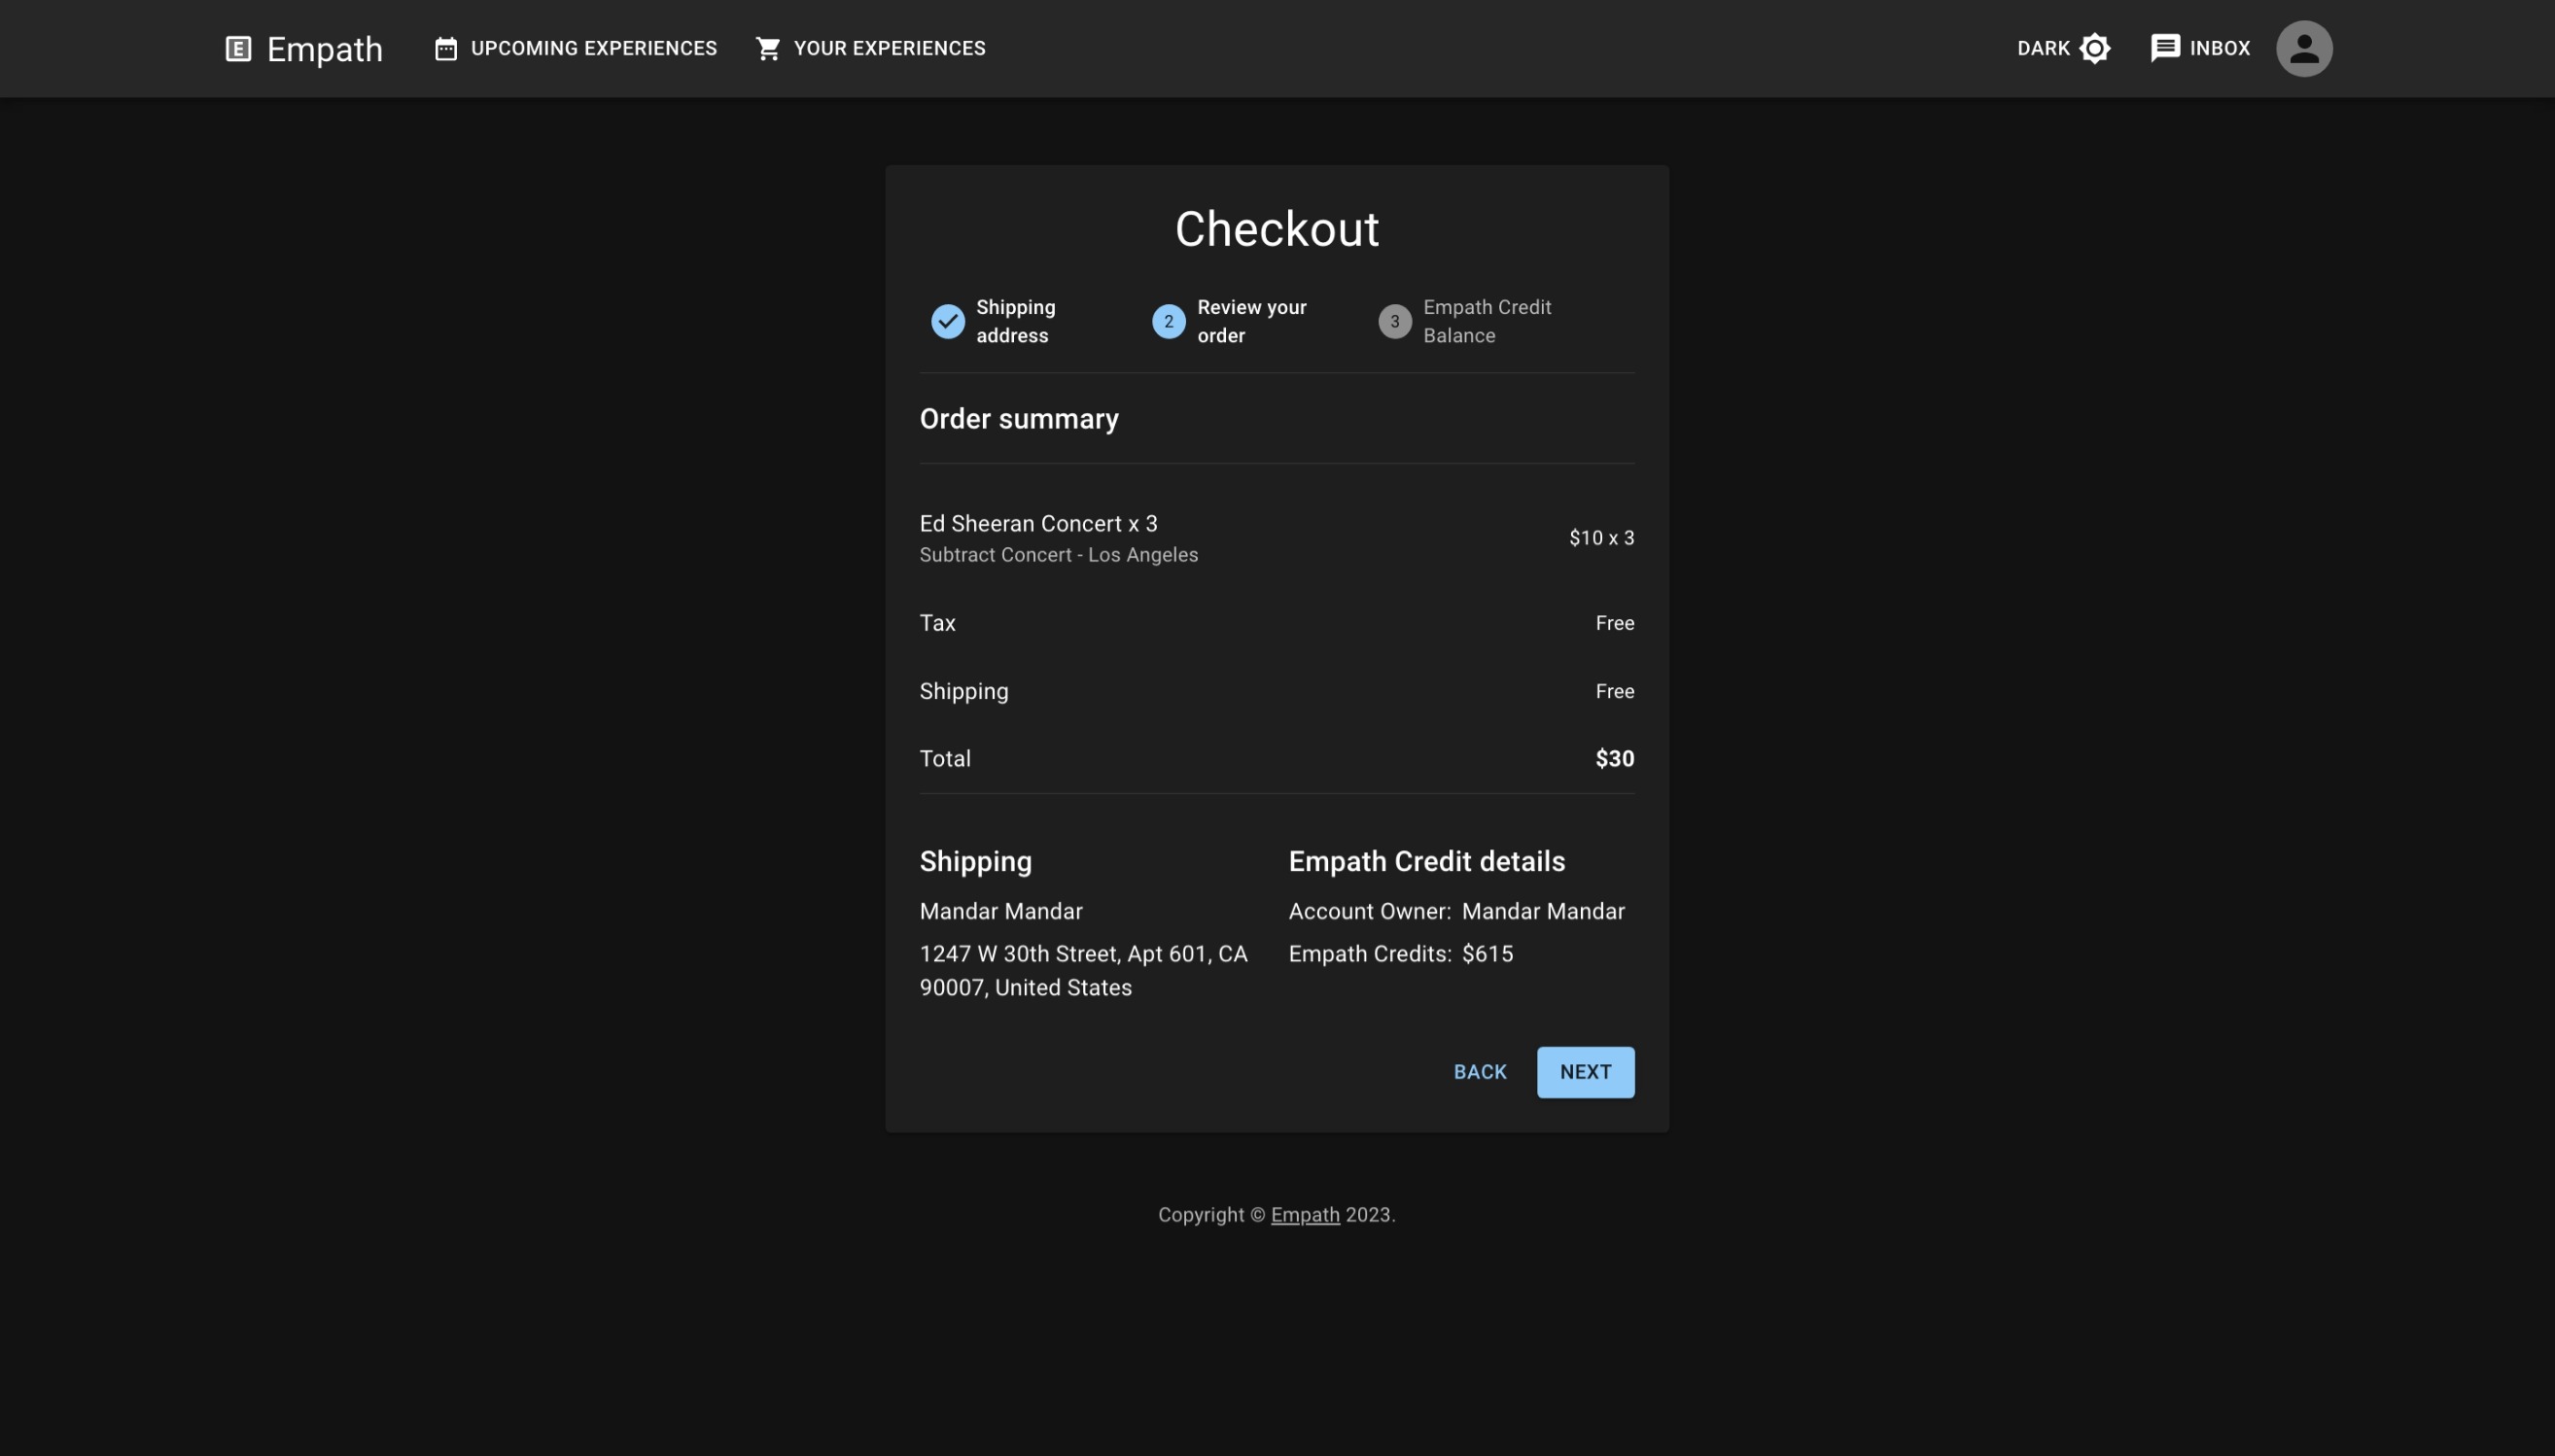 E Empath
UPCOMING EXPERIENCES
YOUR EXPERIENCES
DARK
INBOX
Checkout
Shipping
address
2
Review your
order
3
Empath Credit
Balance
Order summary
Ed Sheeran Concert x 3
Subtract Concert - Los Angeles
$10 x 3
Tax
Free
Shipping
Free
Total
$30
Shipping
Mandar Mandar
1247 W 30th Street, Apt 601, CA
90007, United States
Empath Credit details
Account Owner: Mandar Mandar
Empath Credits: $615
BACK
NEXT
Copyright © Empath 2023.